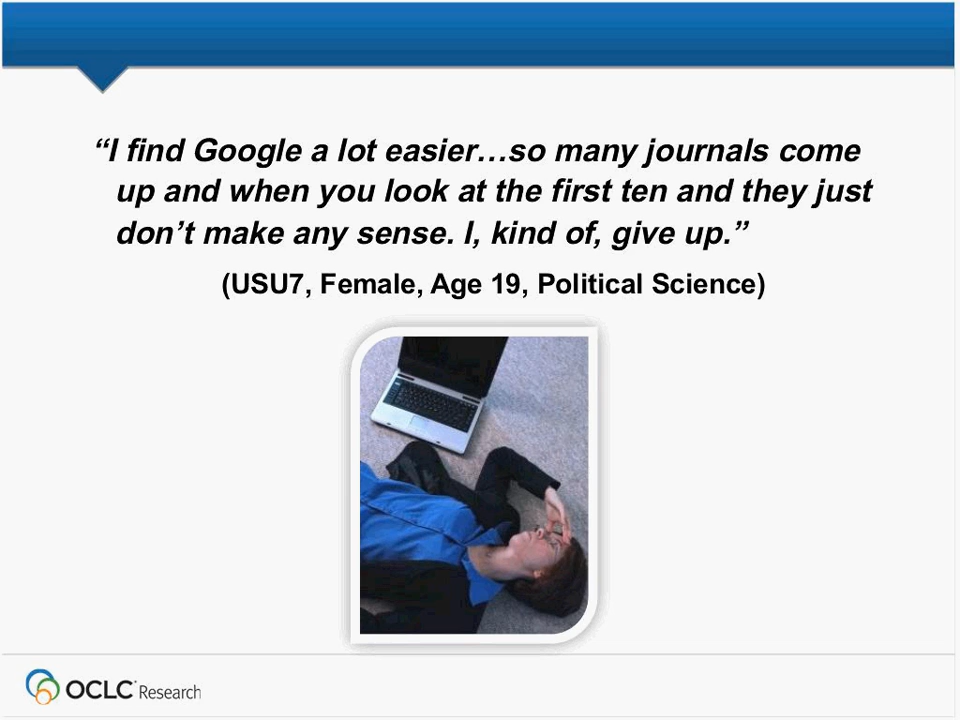 “I find Google a lot easier…so many journals come
up and when you look at the first ten and they just
don’t make any sense. I, kind of, give up.”
(USU7, Female, Age 19, Political Science)
OCLC Research